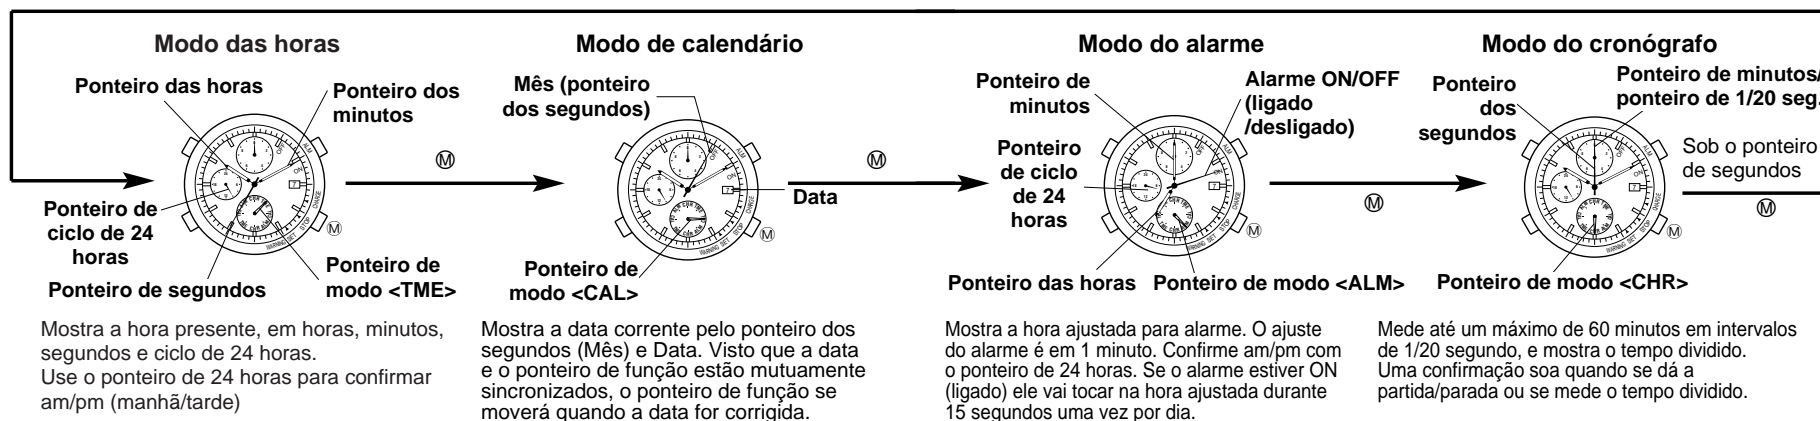 Modo das horas
Ponteiro das horas
Ponteiro dos
minutos
Ponteiro de
ciclo de 24
horas
Ponteiro de segundos
Ponteiro de
modo <TME>
Ⓜ
Mostra a hora presente, em horas, minutos,
segundos e ciclo de 24 horas.
Use o ponteiro de 24 horas para confirmar
am/pm (manhã/tarde)
Ⓜ
Modo de calendário
Mês (ponteiro
dos segundos)
Data
Ponteiro de
modo <CAL>
Mostra a data corrente pelo ponteiro dos
segundos (Mês) e Data. Visto que a data
e o ponteiro de função estão mutuamente
sincronizados, o ponteiro de função se
moverá quando a data for corrigida.
Ⓜ
Modo do alarme
Ponteiro de
minutos
Alarme ON/OFF
(ligado
/desligado)
Ponteiro
de ciclo
de 24
horas
Ⓜ
Ponteiro das horas
Ponteiro de modo <ALM>
Mostra a hora ajustada para alarme. O ajuste
do alarme é em 1 minuto. Confirme am/pm com
o ponteiro de 24 horas. Se o alarme estiver ON
(ligado) ele vai tocar na hora ajustada durante
15 segundos uma vez por dia.
Ⓜ
Modo do cronógrafo
Ponteiro
dos
segundos
Ponteiro de minutos/
ponteiro de 1/20 seg.
Sob o ponteiro
de segundos
Ⓜ
Ⓜ
Ponteiro de modo <CHR>
Mede até um máximo de 60 minutos em intervalos
de 1/20 segundo, e mostra o tempo dividido.
Uma confirmação soa quando se dá a
partida/parada ou se mede o tempo dividido.